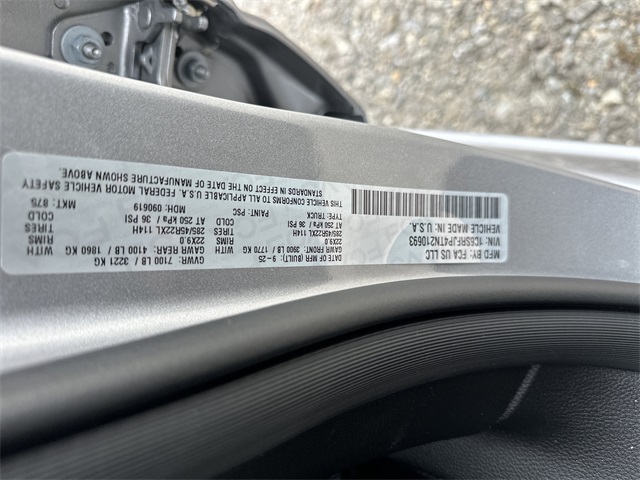 MFD BY: FCA US LLC
DATE OF MFR (BUILT): 9-25
GVWR: 7100 LB / 3221 KG
GAWR FRONT: 3900 LB / 1770 KG WITH
GAWR REAR: 4100 LB / 1860 KG WITH
22X9.0 RIMS
22X9.0 RIMS
285/45R22XL 114H TIRES
285/45R22XL 114H TIRES
AT 250 kPa / 36 PSI COLD
AT 250 kPa / 36 PSI COLD
VIN:
VEHICLE MADE IN U.S.A.
TYPE: TRUCK
PAINT: PSC
MDH: 090619
MKT: 875
THIS VEHICLE CONFORMS TO ALL APPLICABLE U.S.A. FEDERAL MOTOR VEHICLE SAFETY
STANDARDS IN EFFECT ON THE DATE OF MANUFACTURE SHOWN ABOVE.